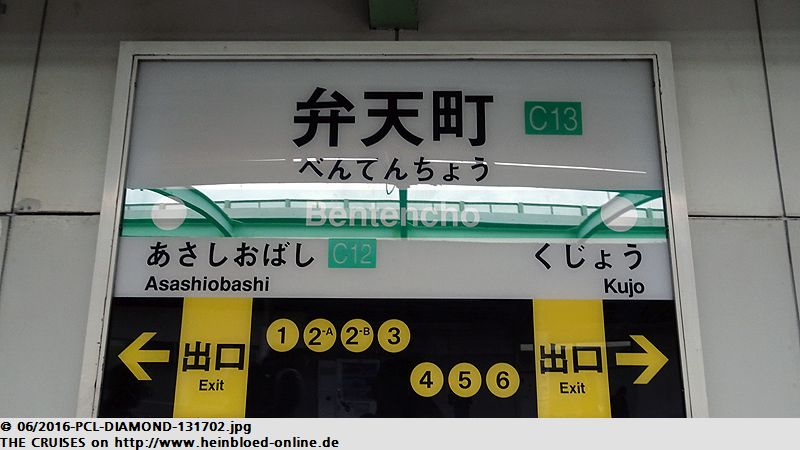 弁天町 C13
べんてんちょう
Bentencho
あさしおばし C12 くじょう
Asashiobashi Kujo
出口 1 2-A 2-B 3 出口
Exit 4 5 6 Exit
© 06/2016-PCL-DIAMOND-131702.jpg
THE CRUISES on http://www.heinbloed-online.de